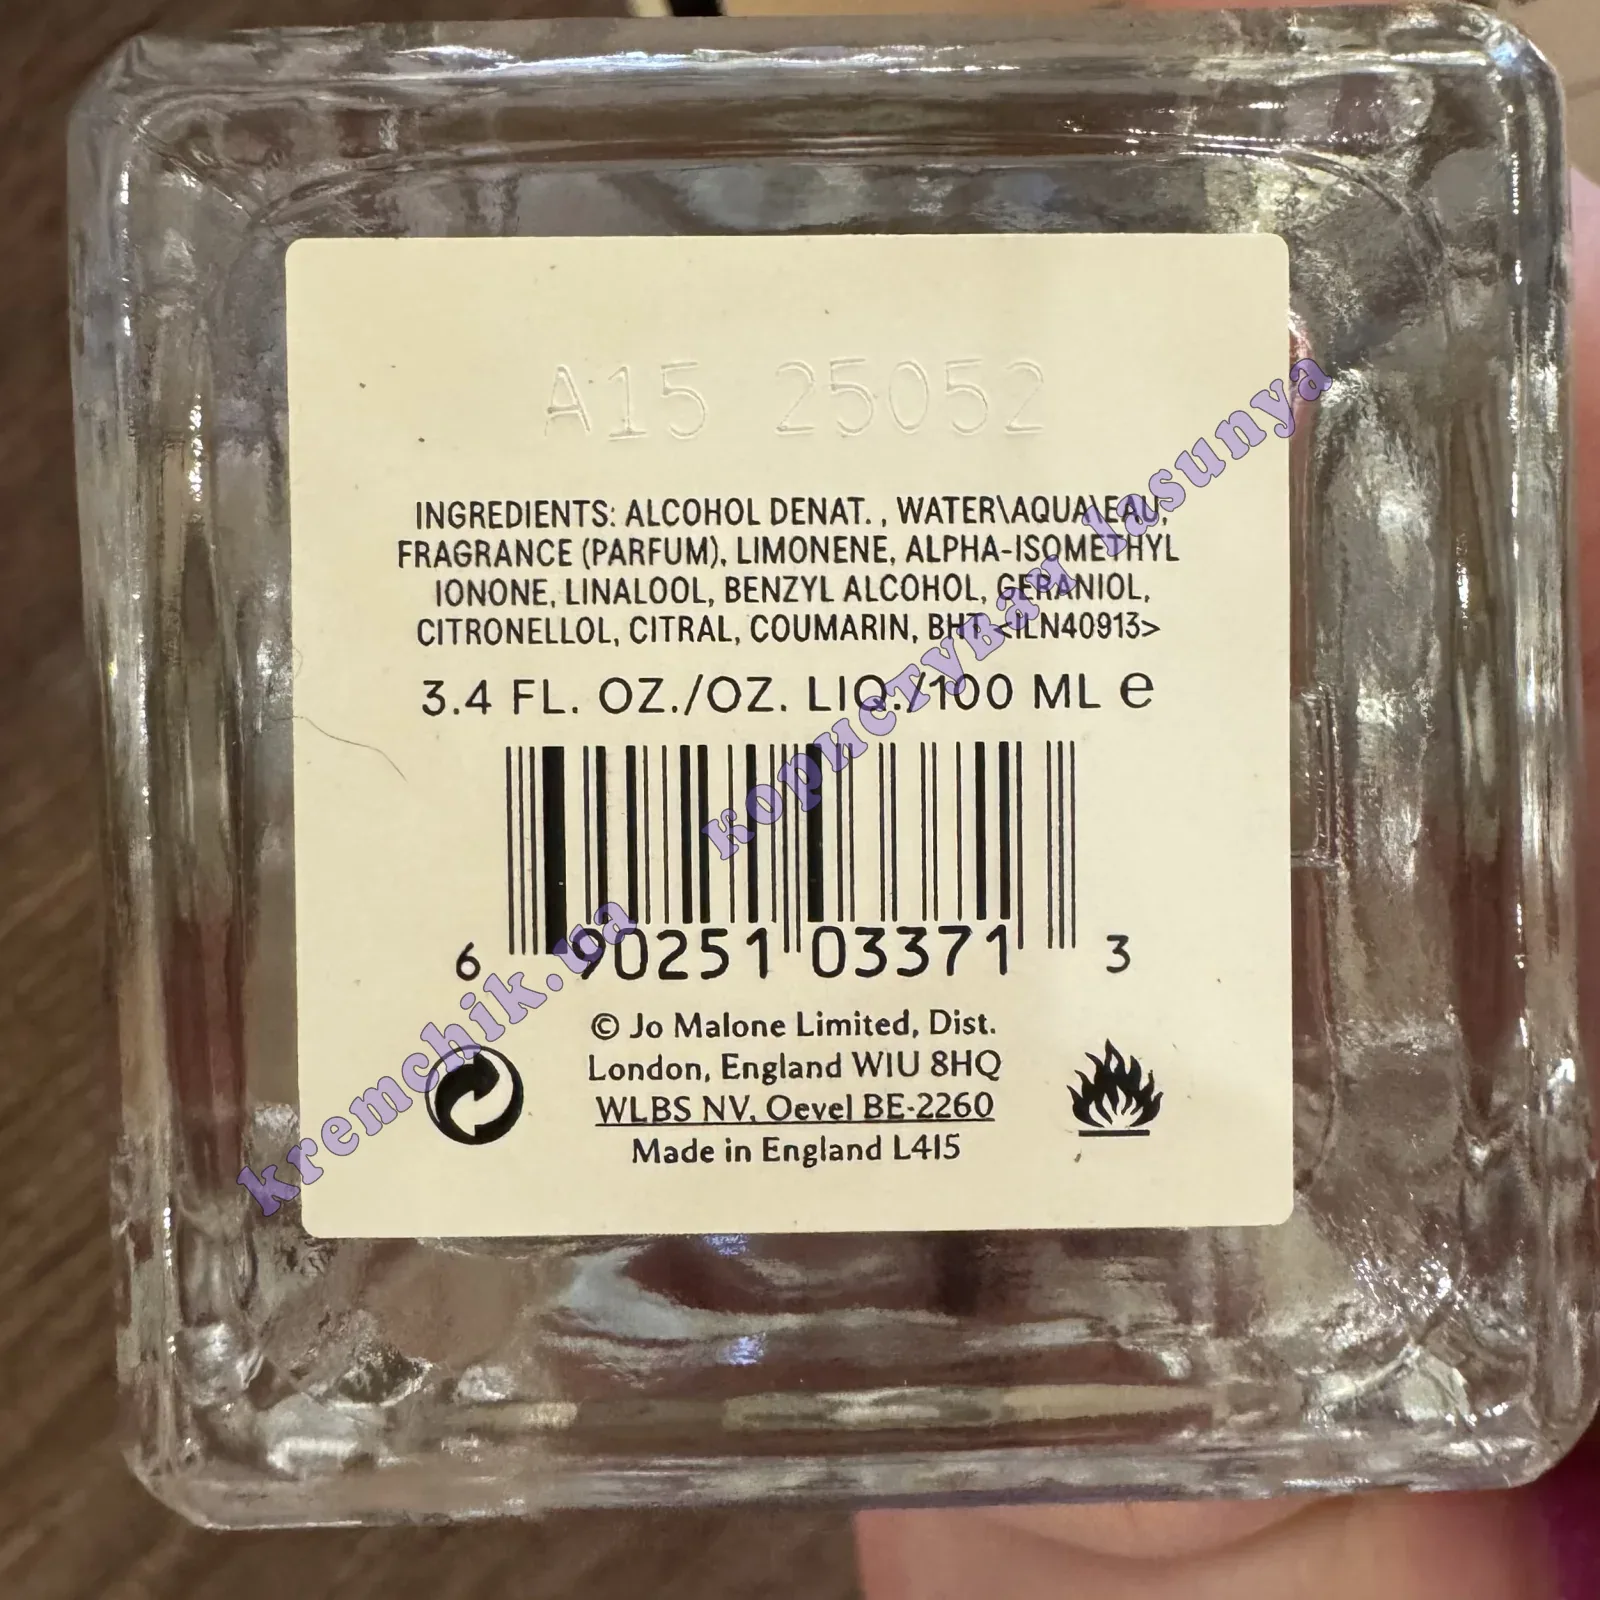 A15 25052
INGREDIENTS: ALCOHOL DENAT. , WATER\AQUA\EAU,
FRAGRANCE (PARFUM), LIMONENE, ALPHA-ISOMETHYL
IONONE, LINALOOL, BENZYL ALCOHOL, GERANIOL,
CITRONELLOL, CITRAL, COUMARIN, BHT <ILN40913>
3.4 FL. OZ./OZ. LIQ./100 ML e
6 90251 03371 3
© Jo Malone Limited, Dist.
London, England W1U 8HQ
WLBS NV, Oevel BE-2260
Made in England L415
kremchik.ua користувач lasunya